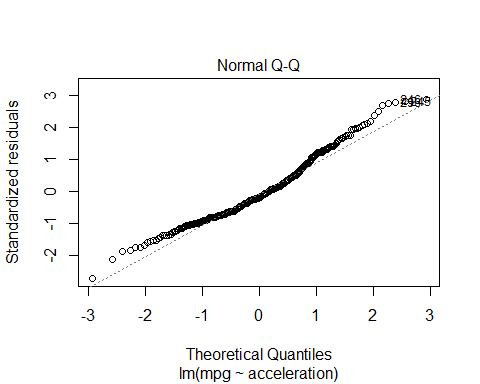 Normal Q-Q
Standardized residuals
3
2
1
0
-1
-2
-3 -2 -1 0 1 2 3
Theoretical Quantiles
lm(mpg ~ acceleration)